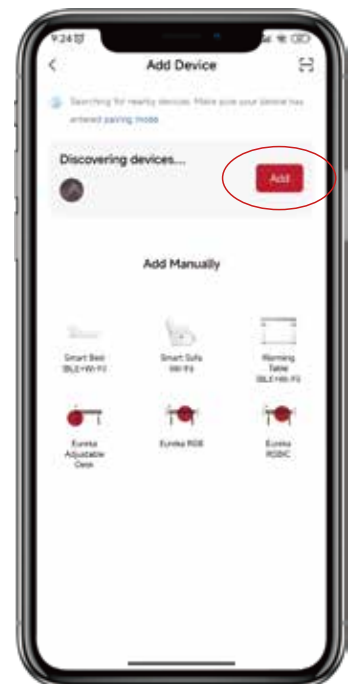 9:24
Add Device
Searching for nearby devices. Make sure your device has
entered pairing mode
Discovering devices...
Add
Add Manually
Smart Bed
(BLE+Wi-Fi)
Smart Sofa
Wi-Fi)
Warming
Table
(BLE+Wi-Fi)
Eureka
Adjustable
Desk
Eureka RGB
Eureka
RGBIC